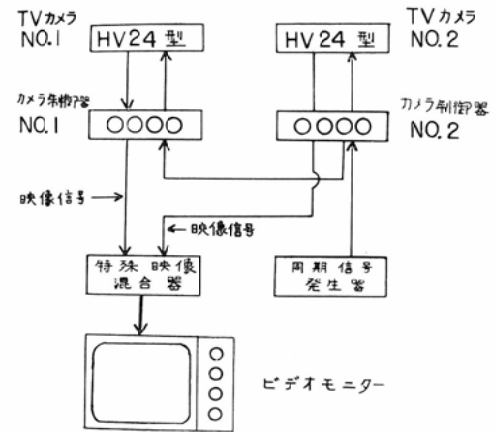 TVカメラ
NO.1
HV24型
TVカメラ
NO.2
HV24型
カメラ制御器
NO.1
カメラ制御器
NO.2
映像信号
映像信号
特殊映像
混合器
周期信号
発生器
ビデオモニター